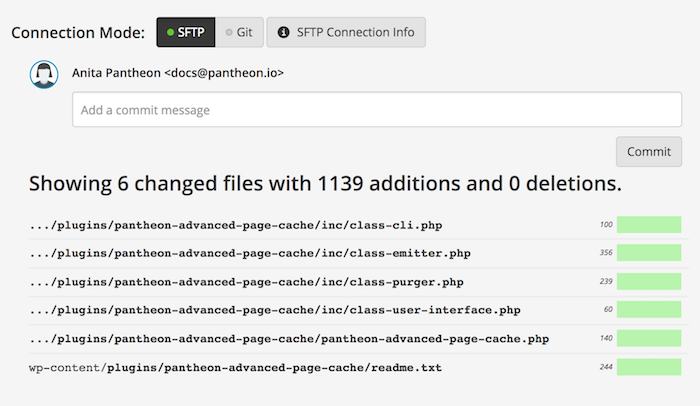 Connection Mode: SFTP Git SFTP Connection Info
Anita Pantheon <docs@pantheon.io>
Add a commit message
Commit
Showing 6 changed files with 1139 additions and 0 deletions.
.../plugins/pantheon-advanced-page-cache/inc/class-cli.php 100
.../plugins/pantheon-advanced-page-cache/inc/class-emitter.php 356
.../plugins/pantheon-advanced-page-cache/inc/class-purger.php 239
.../plugins/pantheon-advanced-page-cache/inc/class-user-interface.php 60
.../plugins/pantheon-advanced-page-cache/pantheon-advanced-page-cache.php 140
wp-content/plugins/pantheon-advanced-page-cache/readme.txt 244